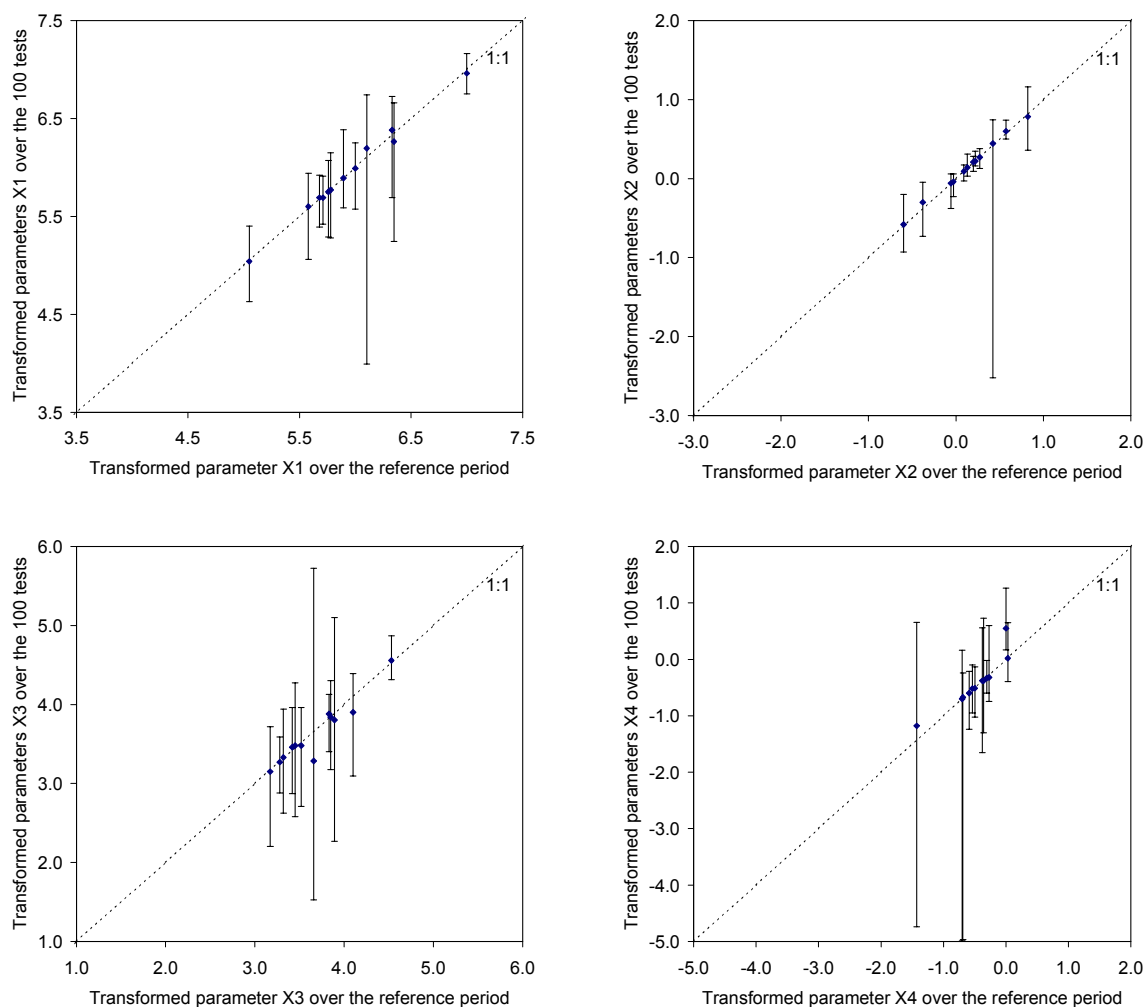 Transformed parameters X1 over the 100 tests
7.5
6.5
5.5
4.5
3.5
1:1
3.5 4.5 5.5 6.5 7.5
Transformed parameter X1 over the reference period
Transformed parameters X2 over the 100 tests
2.0
1.0
0.0
-1.0
-2.0
-3.0
1:1
-3.0 -2.0 -1.0 0.0 1.0 2.0
Transformed parameter X2 over the reference period
Transformed parameters X3 over the 100 tests
6.0
5.0
4.0
3.0
2.0
1.0
1:1
1.0 2.0 3.0 4.0 5.0 6.0
Transformed parameter X3 over the reference period
Transformed parameters X4 over the 100 tests
2.0
1.0
0.0
-1.0
-2.0
-3.0
-4.0
-5.0
1:1
-5.0 -4.0 -3.0 -2.0 -1.0 0.0 1.0 2.0
Transformed parameter X4 over the reference period